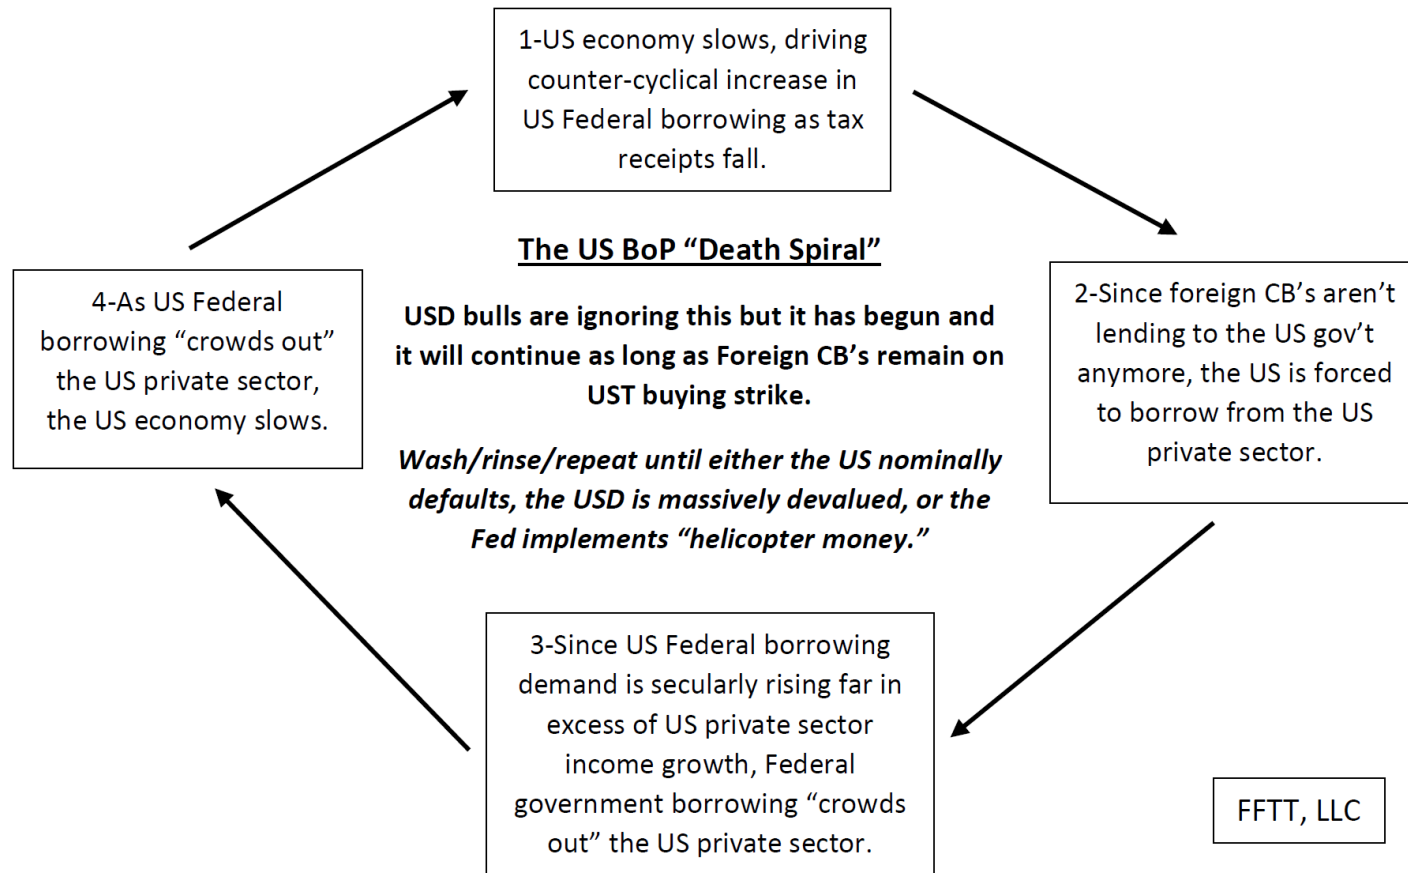 1-US economy slows, driving
counter-cyclical increase in
US Federal borrowing as tax
receipts fall.
The US BoP “Death Spiral”
USD bulls are ignoring this but it has begun and
it will continue as long as Foreign CB’s remain on
UST buying strike.
Wash/rinse/repeat until either the US nominally
defaults, the USD is massively devalued, or the
Fed implements “helicopter money.”
2-Since foreign CB’s aren’t
lending to the US gov’t
anymore, the US is forced
to borrow from the US
private sector.
3-Since US Federal borrowing
demand is secularly rising far in
excess of US private sector
income growth, Federal
government borrowing “crowds
out” the US private sector.
4-As US Federal
borrowing “crowds out”
the US private sector,
the US economy slows.
FFTT, LLC